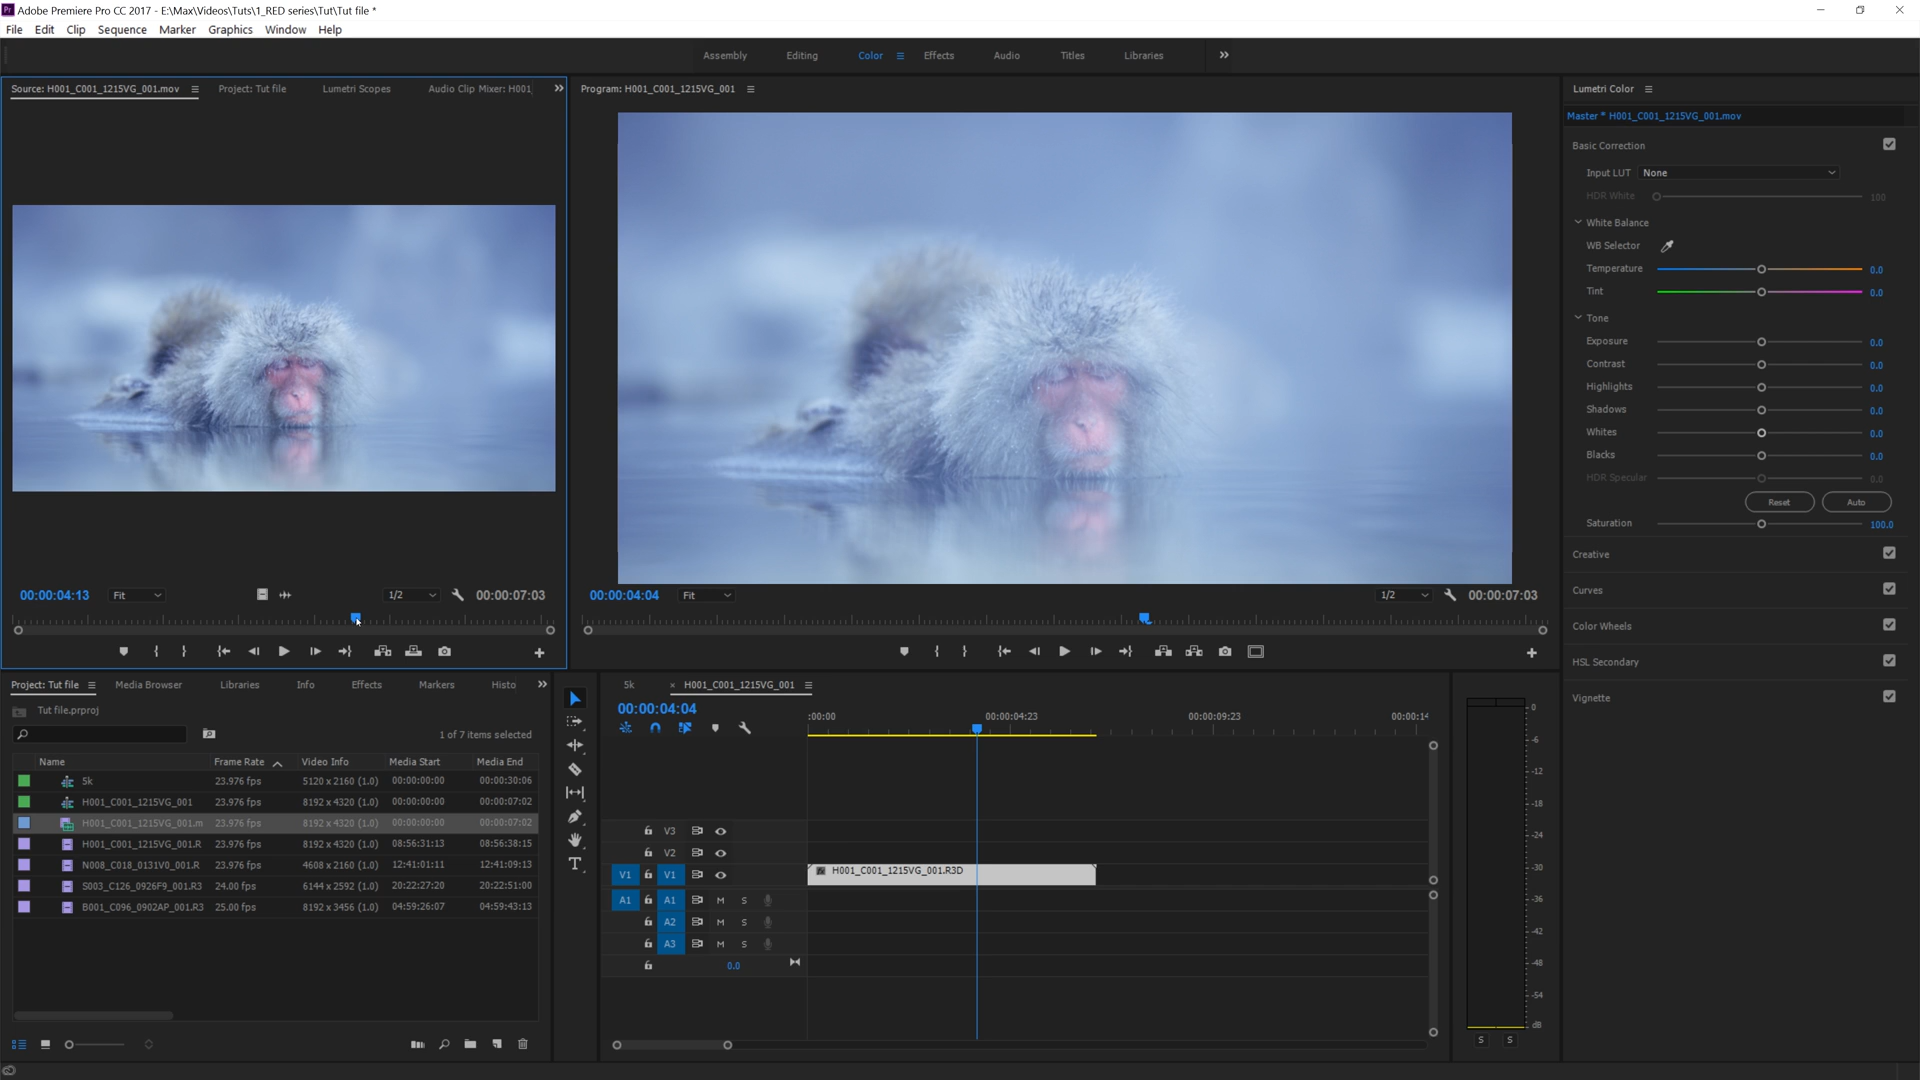 Adobe Premiere Pro CC 2017 - E:\Max\Videos\Tuts\1_RED series\Tut\Tut file *
File Edit Clip Sequence Marker Graphics Window Help
Assembly Editing Color Effects Audio Titles Libraries
Source: H001_C001_1215VG_001.mov Project: Tut file Lumetri Scopes Audio Clip Mixer: H001
Program: H001_C001_1215VG_001
Lumetri Color
Master * H001_C001_1215VG_001.mov
Basic Correction
Input LUT None
HDR White 100
White Balance
WB Selector
Temperature 0.0
Tint 0.0
Tone
Exposure 0.0
Contrast 0.0
Highlights 0.0
Shadows 0.0
Whites 0.0
Blacks 0.0
HDR Specular 0.0
Reset Auto
Saturation 100.0
Creative
Curves
Color Wheels
HSL Secondary
Vignette
00:00:04:13 Fit 1/2 00:00:07:03
00:00:04:04 Fit 1/2 00:00:07:03
Project: Tut file Media Browser Libraries Info Effects Markers Histo
Tut file.prproj
1 of 7 items selected
Name Frame Rate Video Info Media Start Media End
5k 23.976 fps 5120 x 2160 (1.0) 00:00:00:00 00:00:30:06
H001_C001_1215VG_001 23.976 fps 8192 x 4320 (1.0) 00:00:00:00 00:00:07:02
H001_C001_1215VG_001.m 23.976 fps 8192 x 4320 (1.0) 00:00:00:00 00:00:07:02
H001_C001_1215VG_001.R 23.976 fps 8192 x 4320 (1.0) 08:56:31:13 08:56:38:15
N008_C018_0131V0_001.R 23.976 fps 4608 x 2160 (1.0) 12:41:01:11 12:41:09:13
S003_C126_0926F9_001.R3 24.00 fps 6144 x 2592 (1.0) 20:22:27:20 20:22:51:00
B001_C096_0902AP_001.R3 25.00 fps 8192 x 3456 (1.0) 04:59:26:07 04:59:43:13
5k × H001_C001_1215VG_001
00:00:04:04
:00:00 00:00:04:23 00:00:09:23 00:00:14
V3
V2
V1 V1 H001_C001_1215VG_001.R3D
A1 A1 M S
A2 M S
A3 M S
0.0
0
-6
-12
-18
-24
-30
-36
-42
-48
-54
dB
S S